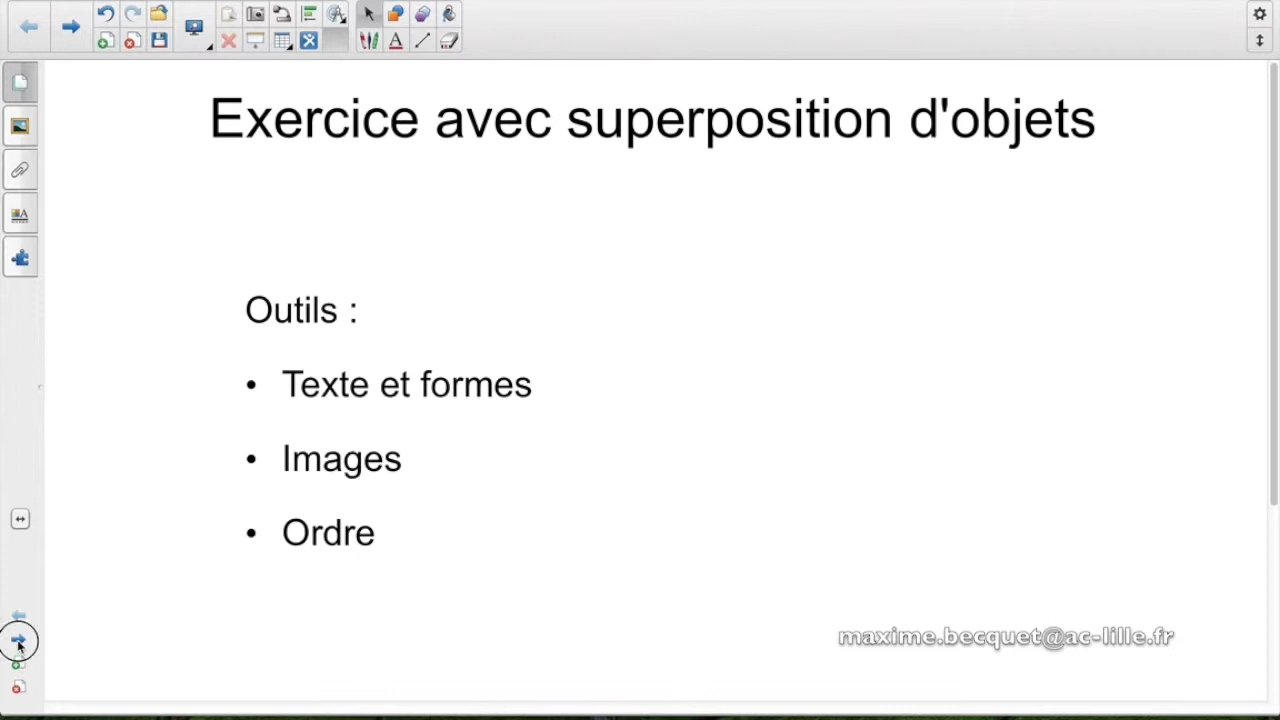 Exercice avec superposition d'objets
Outils :
• Texte et formes
• Images
• Ordre
maxime.becquet@ac-lille.fr